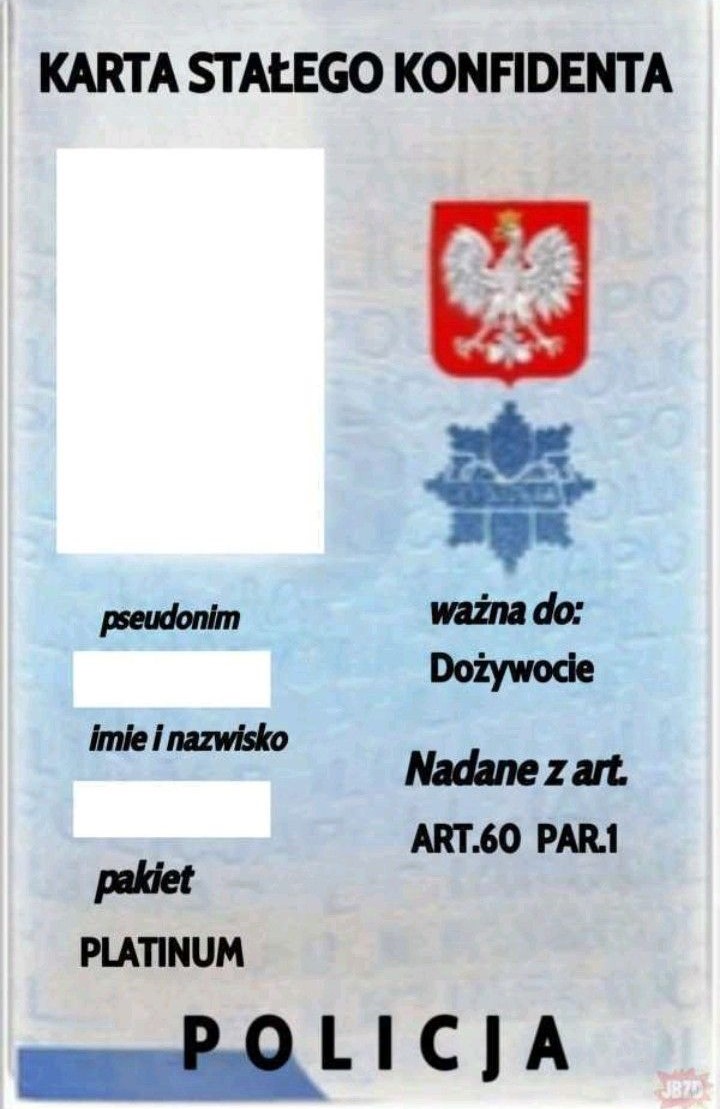 KARTA STAŁEGO KONFIDENTA
pseudonim
imie i nazwisko
pakiet
PLATINUM
ważna do:
Dożywocie
Nadane z art.
ART.60 PAR.1
POLICJA
JBZD